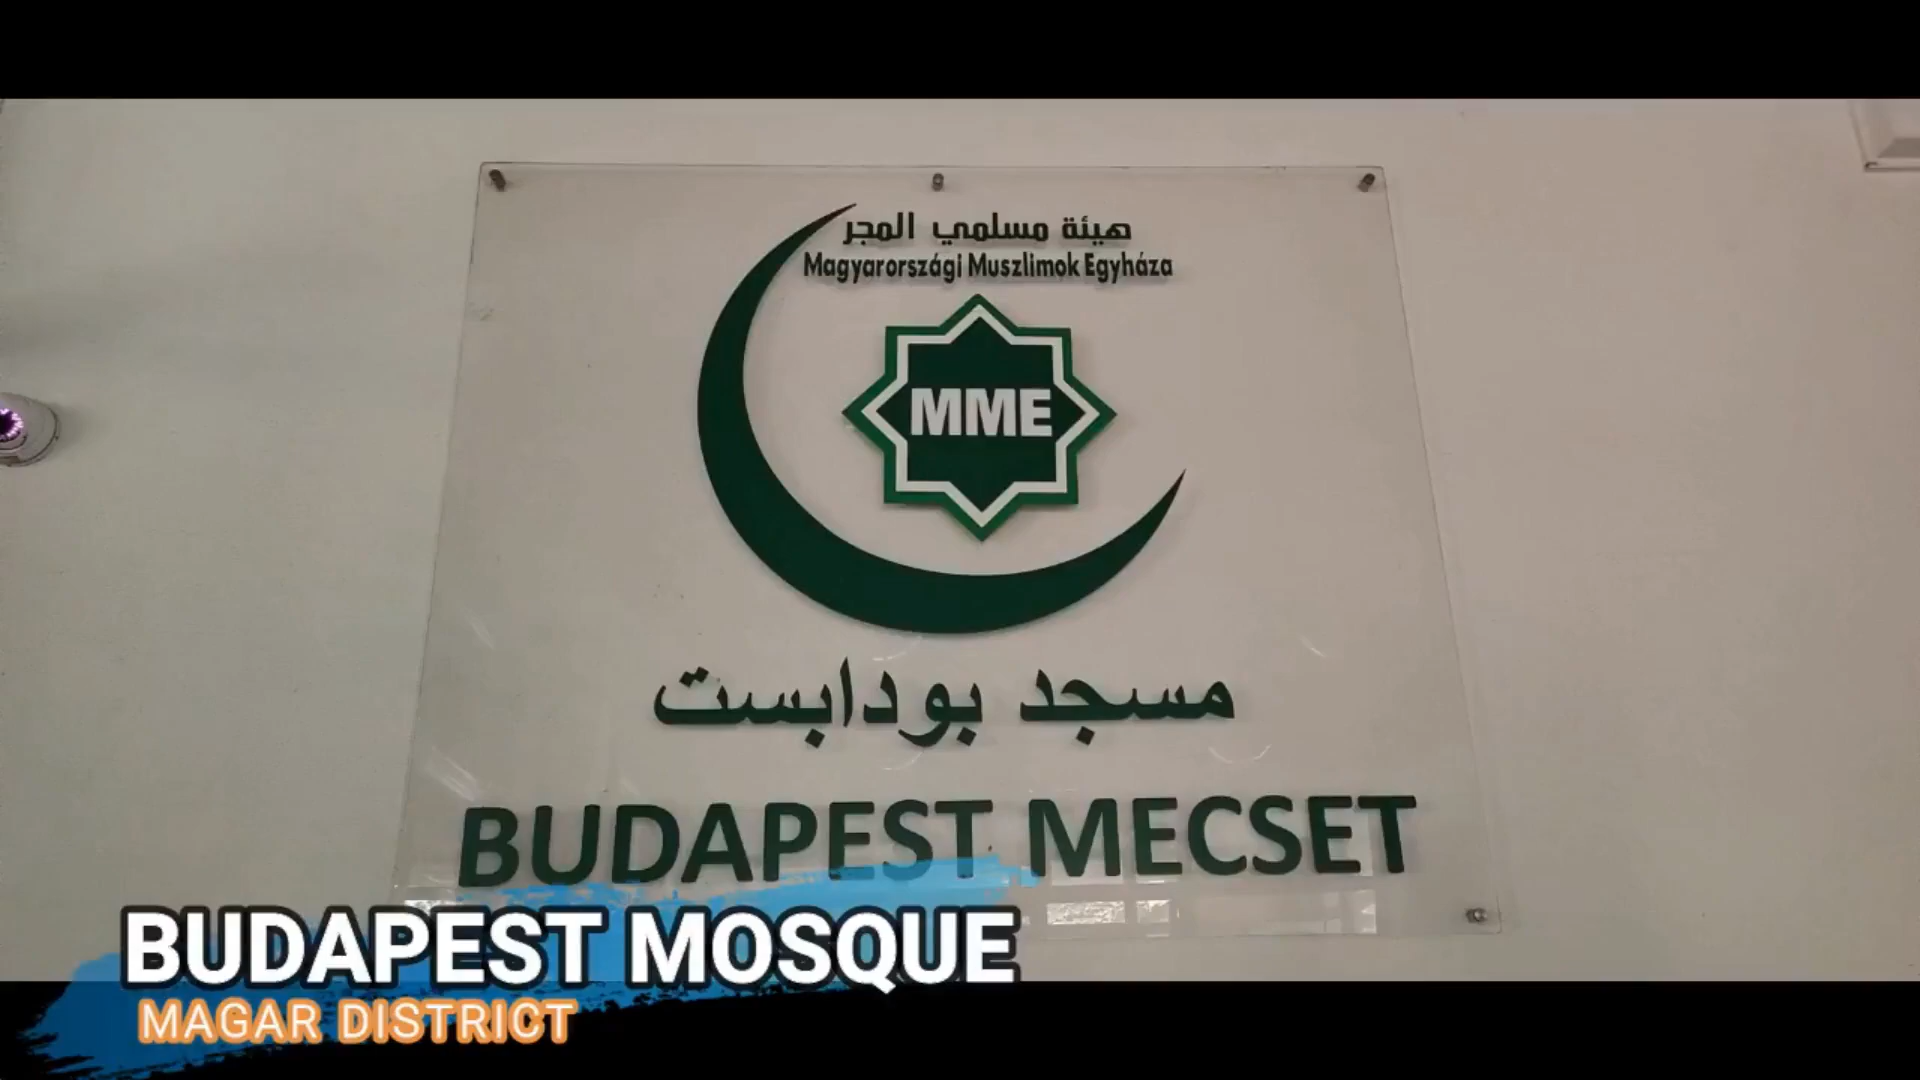 هيئة مسلمي المجر
Magyarországi Muszlimok Egyháza
MME
مسجد بودابست
BUDAPEST MECSET
BUDAPEST MOSQUE
MAGAR DISTRICT